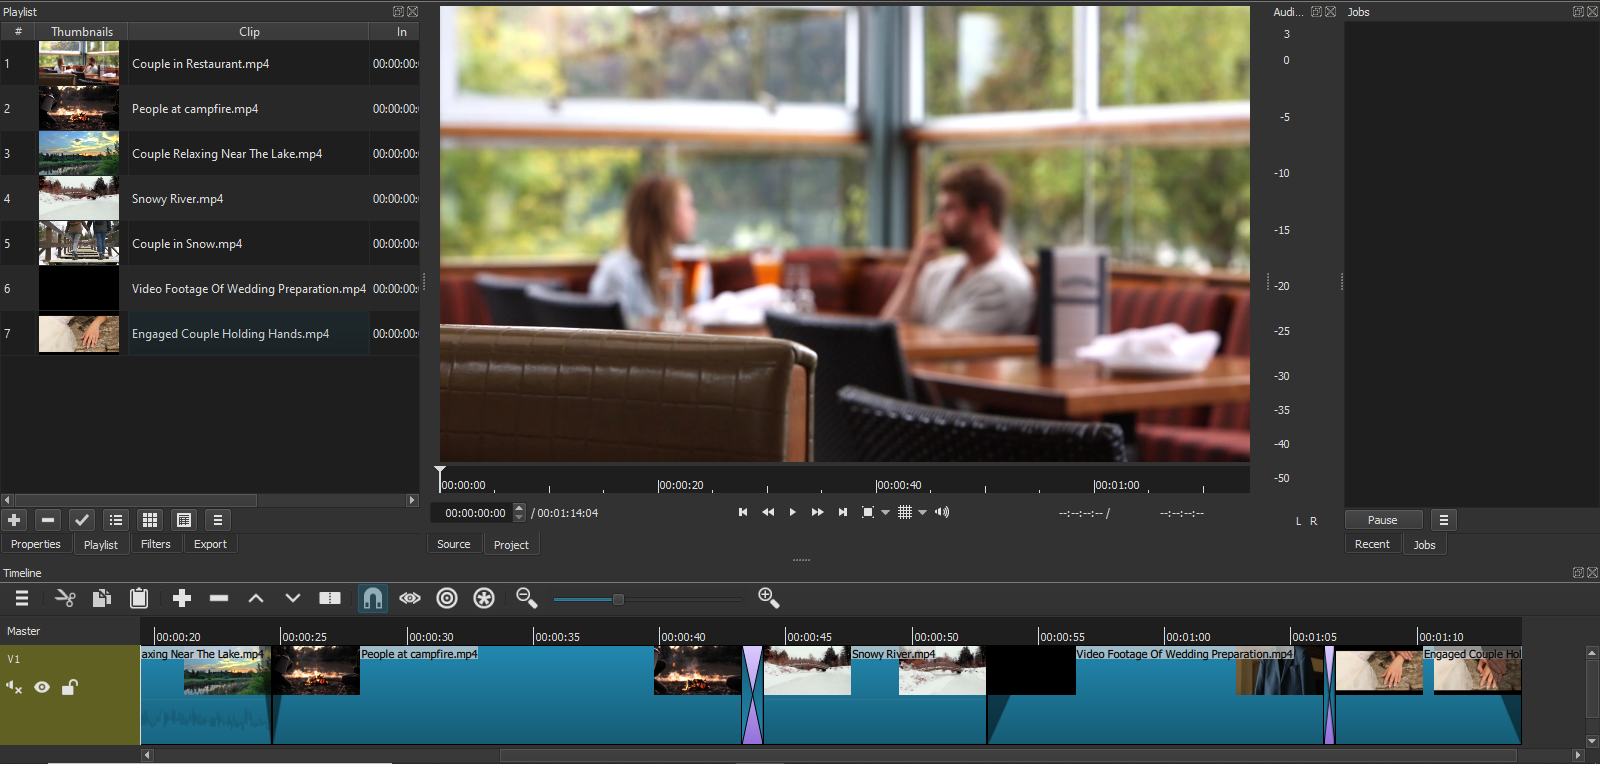 Playlist
# Thumbnails Clip In
1 Couple in Restaurant.mp4 00:00:00:
2 People at campfire.mp4 00:00:00:
3 Couple Relaxing Near The Lake.mp4 00:00:00:
4 Snowy River.mp4 00:00:00:
5 Couple in Snow.mp4 00:00:00:
6 Video Footage Of Wedding Preparation.mp4 00:00:00:
7 Engaged Couple Holding Hands.mp4 00:00:00:
Properties Playlist Filters Export
00:00:00 00:00:20 00:00:40 00:01:00
00:00:00:00 / 00:01:14:04 --:--:--:-- / --:--:--:--
Source Project
Audi...
3
0
-5
-10
-15
-20
-25
-30
-35
-40
-50
L R
Jobs
Pause
Recent Jobs
Timeline
Master
00:00:20 00:00:25 00:00:30 00:00:35 00:00:40 00:00:45 00:00:50 00:00:55 00:01:00 00:01:05 00:01:10
V1
axing Near The Lake.mp4 People at campfire.mp4 Snowy River.mp4 Video Footage Of Wedding Preparation.mp4 Engaged Couple Hol